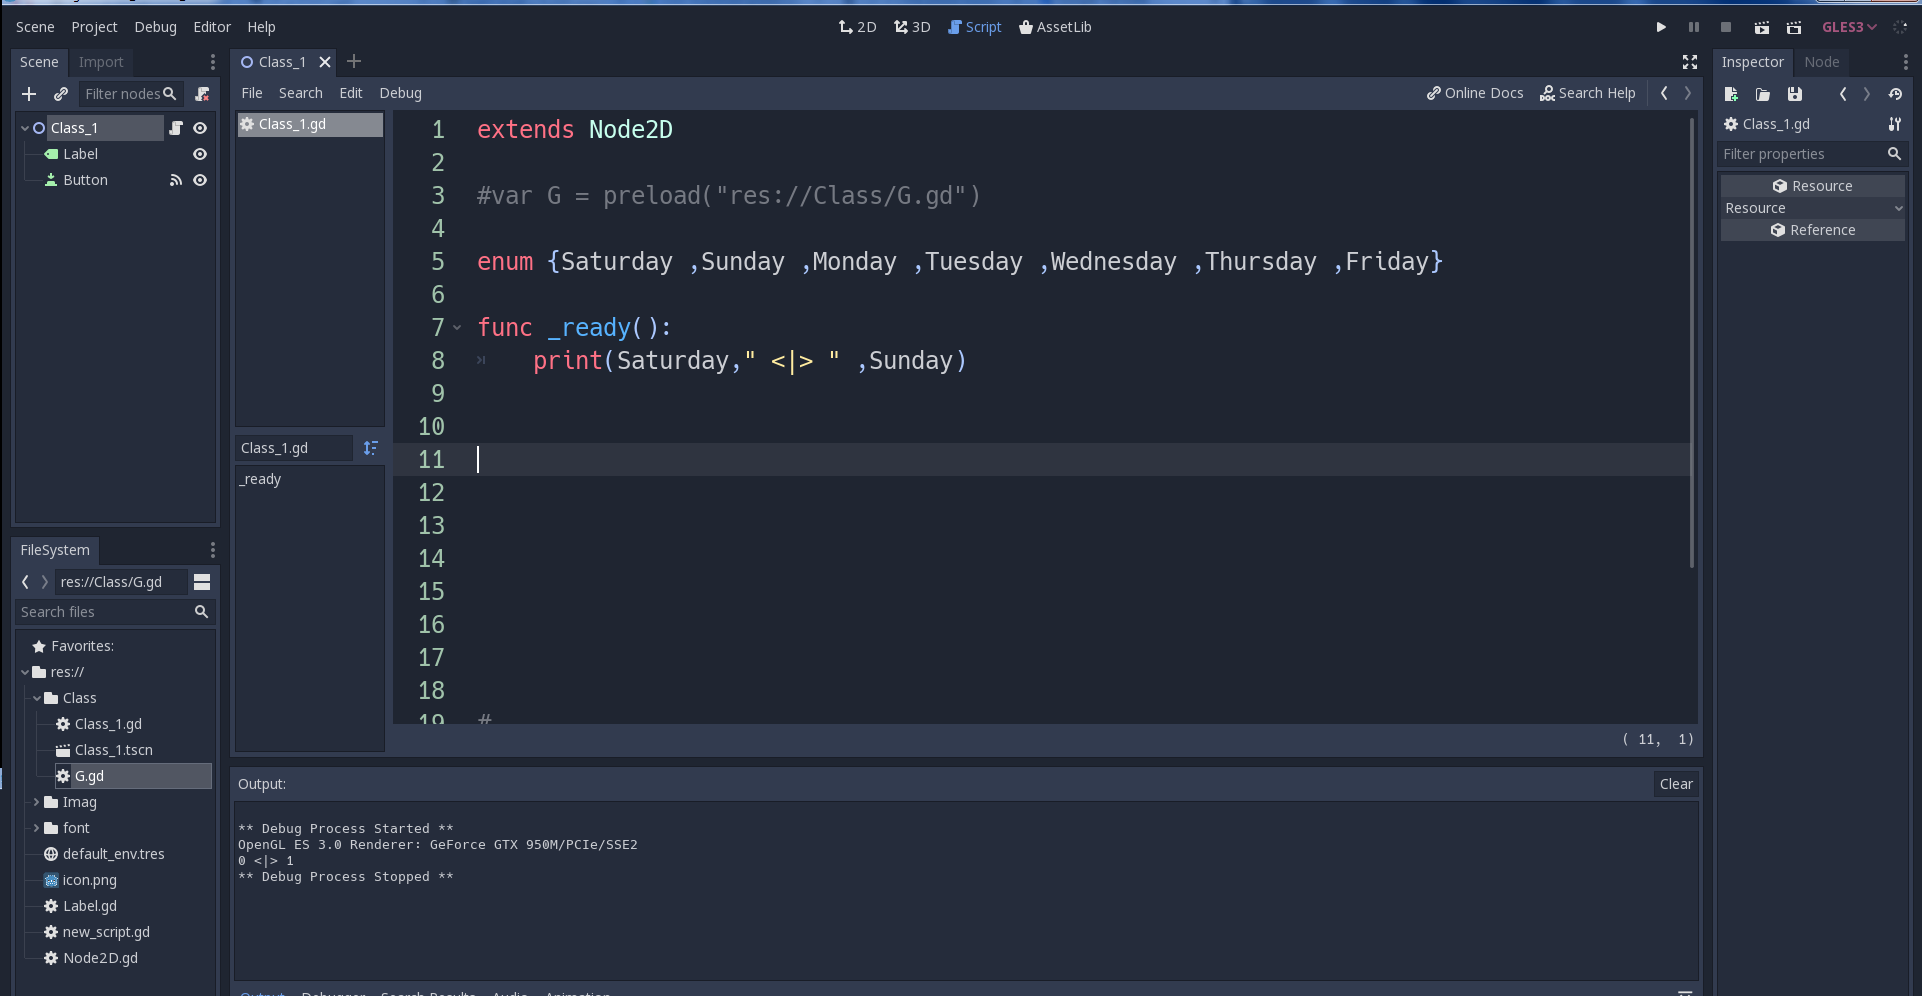 Scene Project Debug Editor Help
2D 3D Script AssetLib
GLES3
Scene Import
Filter nodes
Class_1
Label
Button
FileSystem
res://Class/G.gd
Search files
Favorites:
res://
Class
Class_1.gd
Class_1.tscn
G.gd
Imag
font
default_env.tres
icon.png
Label.gd
new_script.gd
Node2D.gd
Class_1
File Search Edit Debug
Online Docs Search Help
Class_1.gd
Class_1.gd
_ready
1 extends Node2D
2
3 #var G = preload("res://Class/G.gd")
4
5 enum {Saturday ,Sunday ,Monday ,Tuesday ,Wednesday ,Thursday ,Friday}
6
7 func _ready():
8 print(Saturday," <|> " ,Sunday)
9
10
11
12
13
14
15
16
17
18
19 #
( 11, 1)
Output:
Clear
** Debug Process Started **
OpenGL ES 3.0 Renderer: GeForce GTX 950M/PCIe/SSE2
0 <|> 1
** Debug Process Stopped **
Output Debugger Search Results Audio Animation
Inspector Node
Class_1.gd
Filter properties
Resource
Resource
Reference